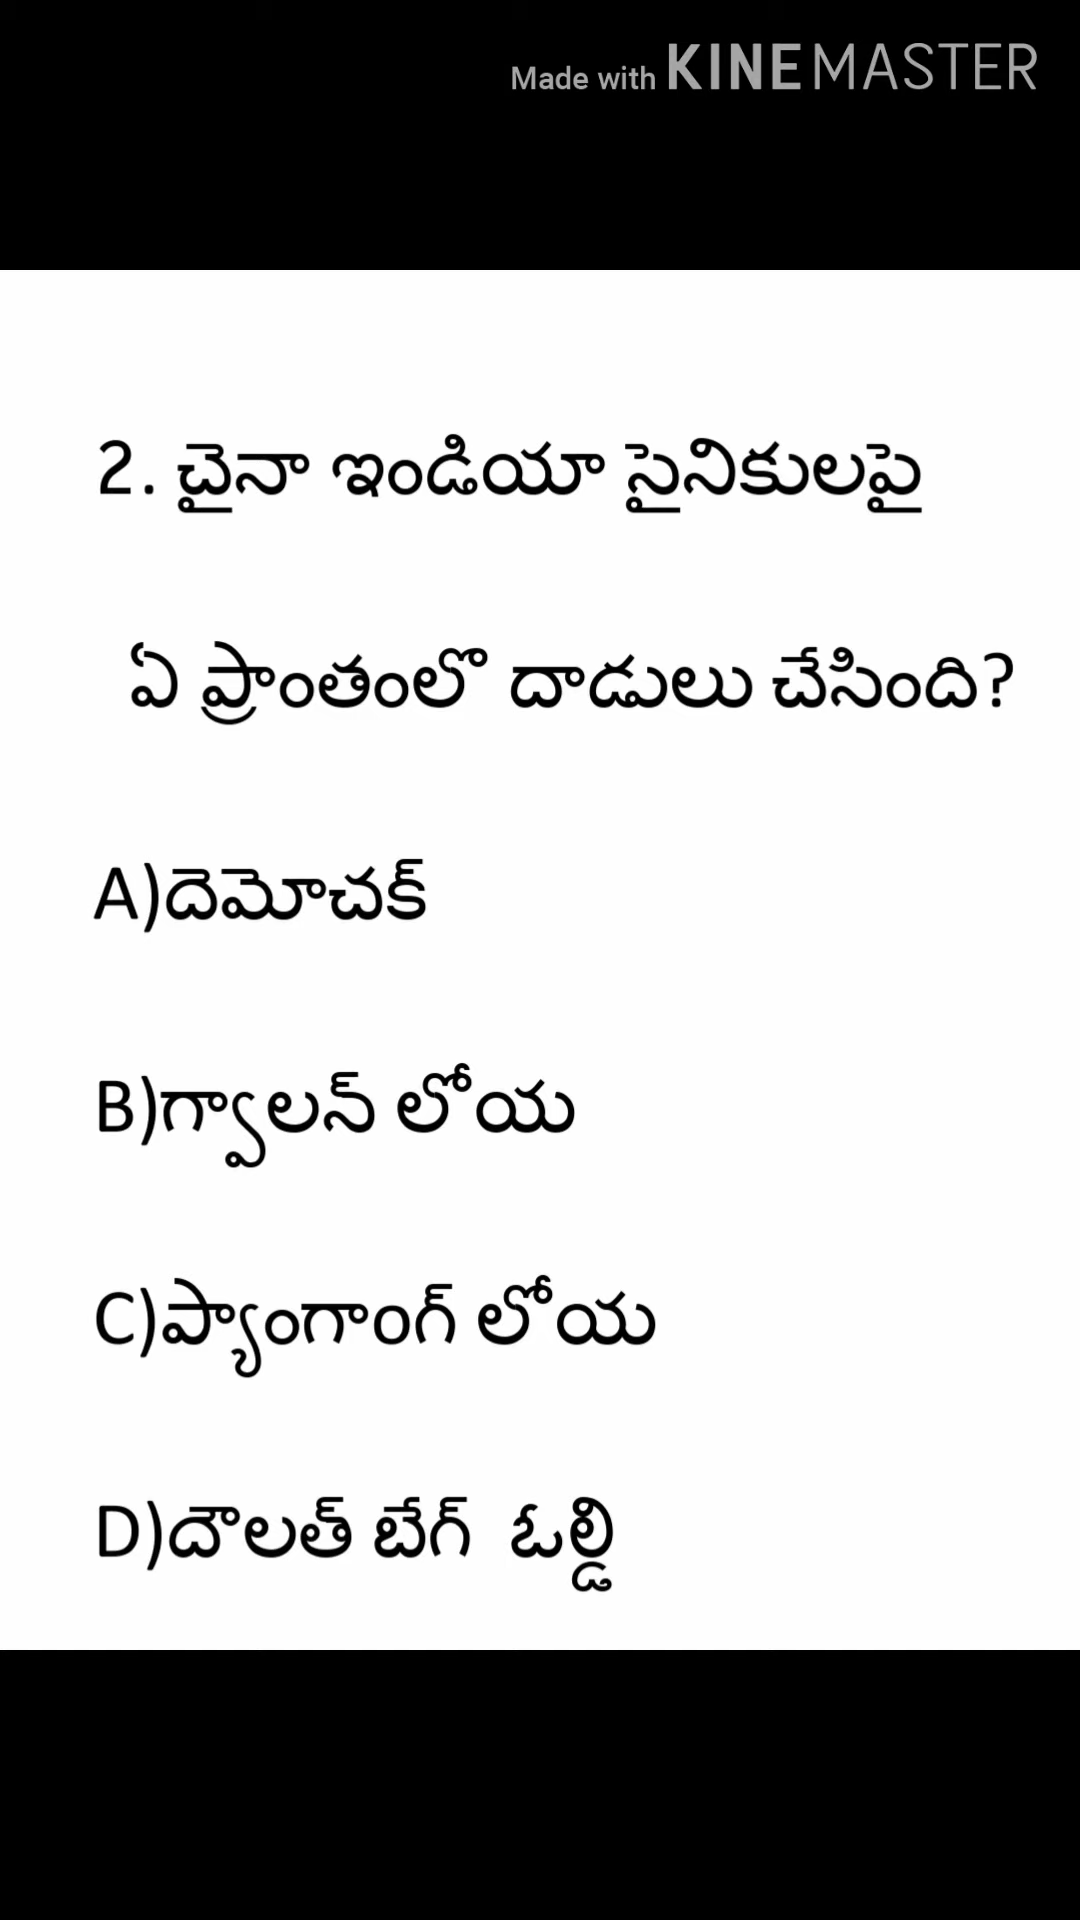 Made with KINEMASTER
2. చైనా ఇండియా సైనికులపై
ఏ ప్రాంతంలొ దాడులు చేసింది?
A)దెమోచక్
B)గ్వాలన్ లోయ
C)ప్యాంగాంగ్ లోయ
D)దౌలత్ బేగ్ ఓల్డి